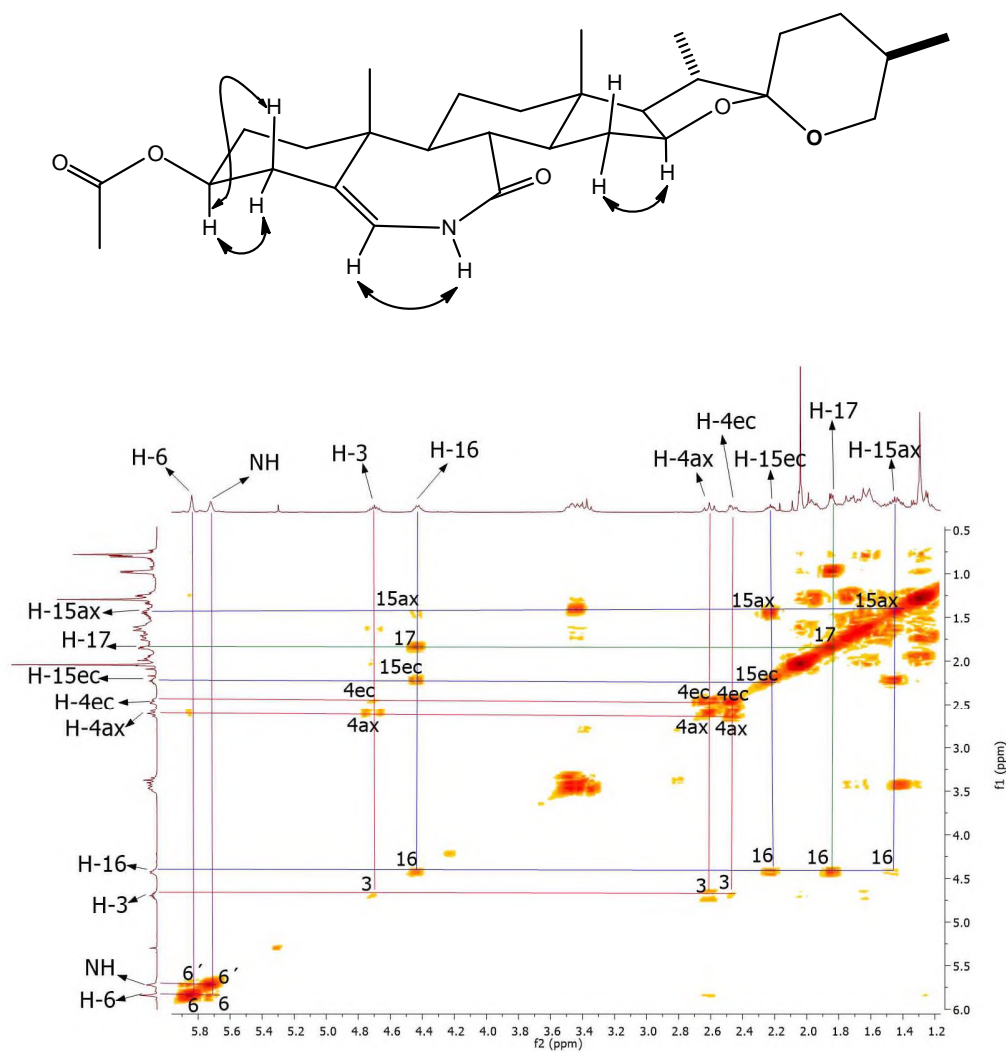 H
H
O
O
O
H
H
H
O
N
H
H
H
O
H-17
H-4ec
H-6
NH
H-3
H-16
H-4ax
H-15ec
H-15ax
0.5
1.0
1.5
2.0
2.5
3.0
3.5
4.0
4.5
5.0
5.5
6.0
f1 (ppm)
H-15ax
H-17
H-15ec
H-4ec
H-4ax
H-16
H-3
NH
H-6
15ax
15ax
15ax
17
17
15ec
15ec
4ec
4ec
4ec
4ax
4ax
4ax
16
16
16
16
3
3
3
6´
6´
6
6
5.8 5.6 5.4 5.2 5.0 4.8 4.6 4.4 4.2 4.0 3.8 3.6 3.4 3.2 3.0 2.8 2.6 2.4 2.2 2.0 1.8 1.6 1.4 1.2
f2 (ppm)